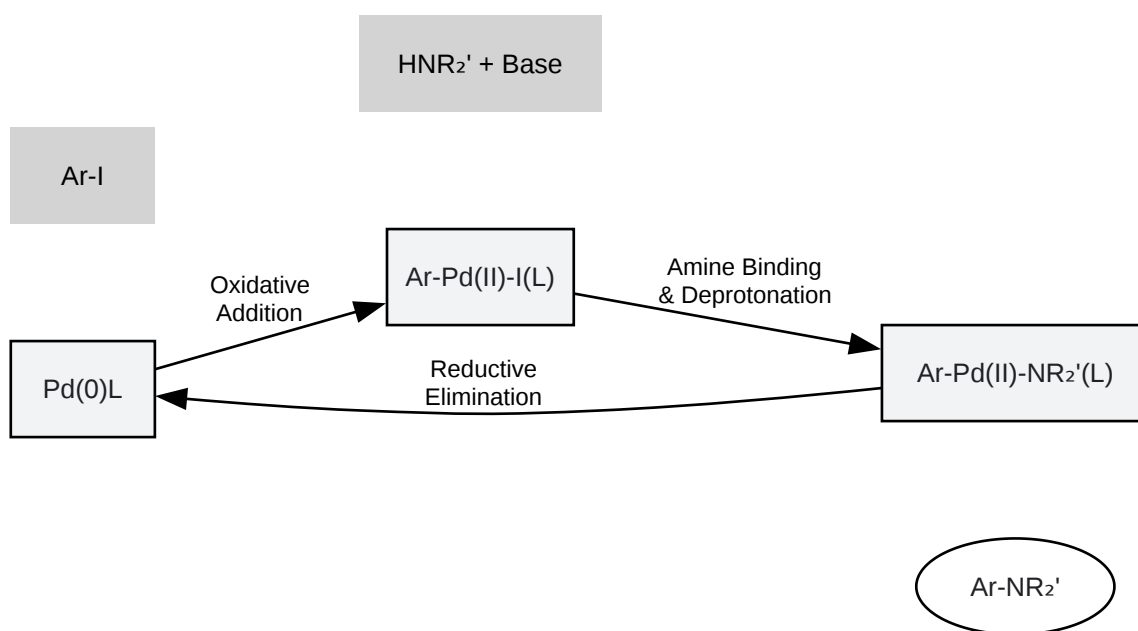 HNR₂' + Base
Ar-I
Ar-Pd(II)-I(L)
Oxidative
Addition
Amine Binding
& Deprotonation
Pd(0)L
Reductive
Elimination
Ar-Pd(II)-NR₂'(L)
Ar-NR₂'